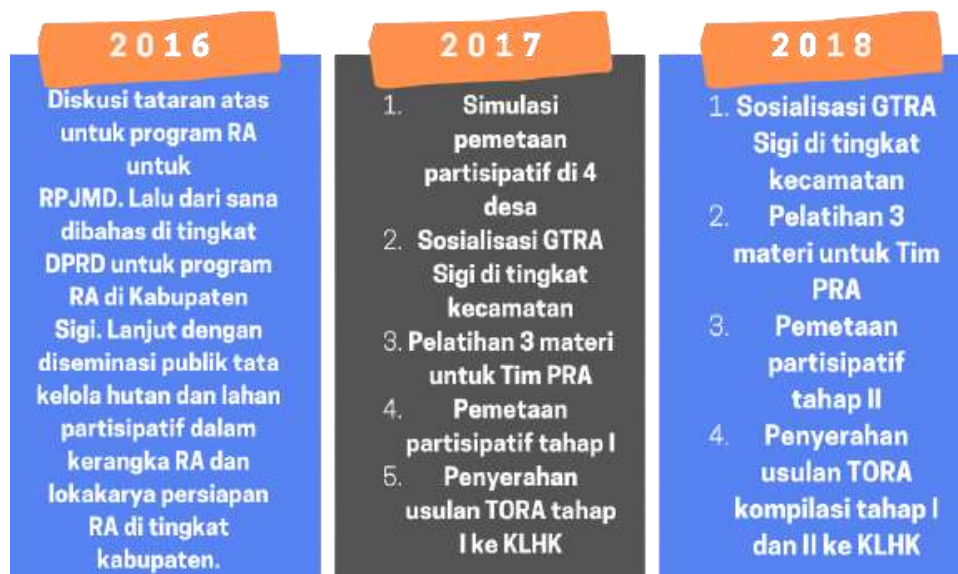 2016
Diskusi tataran atas
untuk program RA
untuk
RPJMD. Lalu dari sana
dibahas di tingkat
DPRD untuk program
RA di Kabupaten
Sigi. Lanjut dengan
diseminasi publik tata
kelola hutan dan lahan
partisipatif dalam
kerangka RA dan
lokakarya persiapan
RA di tingkat
kabupaten.
2017
1. Simulasi
pemetaan
partisipatif di 4
desa
2. Sosialisasi GTRA
Sigi di tingkat
kecamatan
3. Pelatihan 3 materi
untuk Tim PRA
4. Pemetaan
partisipatif tahap I
5. Penyerahan
usulan TORA tahap
I ke KLHK
2018
1. Sosialisasi GTRA
Sigi di tingkat
kecamatan
2. Pelatihan 3
materi untuk Tim
PRA
3. Pemetaan
partisipatif
tahap II
4. Penyerahan
usulan TORA
kompilasi tahap I
dan II ke KLHK